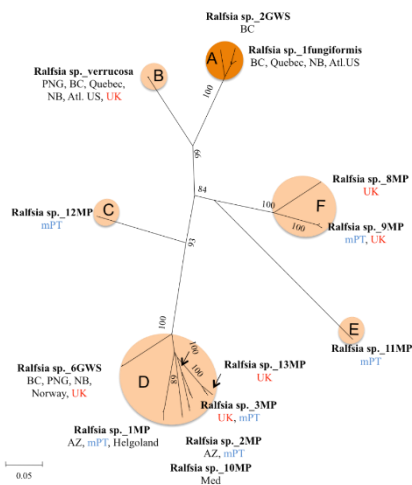 Ralfsia sp._2GWS
BC
A
Ralfsia sp._1fungiformis
BC, Quebec, NB, Atl.US
100
B
Ralfsia sp._verrucosa
PNG, BC, Quebec,
NB, Atl. US, UK
99
84
Ralfsia sp._8MP
UK
F
100
100
Ralfsia sp._9MP
mPT, UK
C
Ralfsia sp._12MP
mPT
93
E
Ralfsia sp._11MP
mPT
100
100
100
89
D
Ralfsia sp._6GWS
BC, PNG, NB,
Norway, UK
Ralfsia sp._13MP
UK
Ralfsia sp._3MP
UK, mPT
Ralfsia sp._1MP
AZ, mPT, Helgoland
Ralfsia sp._2MP
AZ, mPT
Ralfsia sp._10MP
Med
0.05